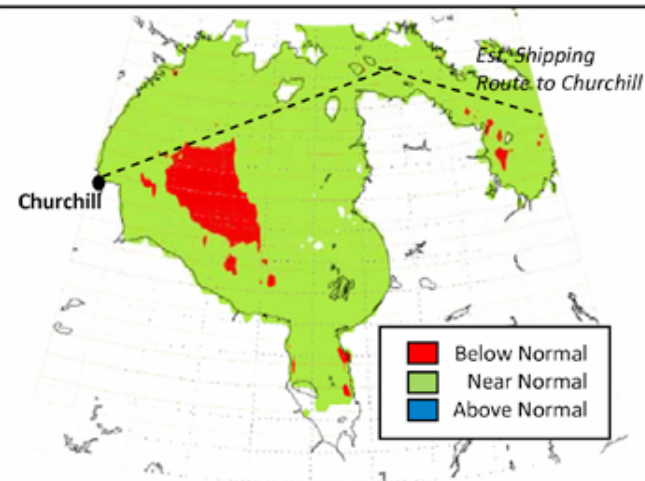 Est. Shipping
Route to Churchill
Churchill
Below Normal
Near Normal
Above Normal